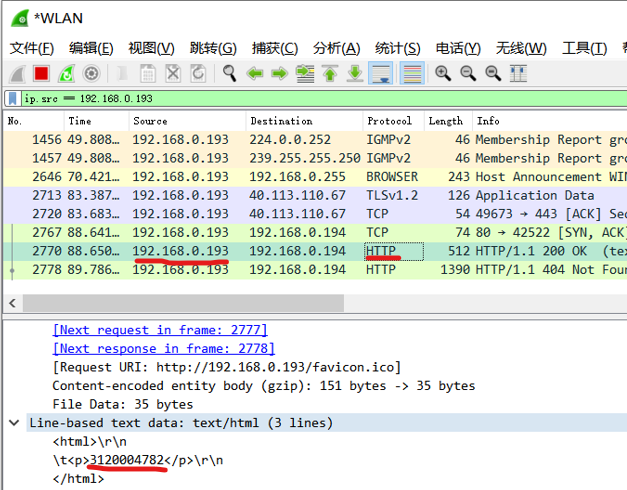 *WLAN
文件(F) 编辑(E) 视图(V) 跳转(G) 捕获(C) 分析(A) 统计(S) 电话(Y) 无线(W) 工具(T)
ip.src == 192.168.0.193
No. Time Source Destination Protocol Length Info
1456 49.808… 192.168.0.193 224.0.0.252 IGMPv2 46 Membership Report gro
1457 49.808… 192.168.0.193 239.255.255.250 IGMPv2 46 Membership Report gro
2646 70.421… 192.168.0.193 192.168.0.255 BROWSER 243 Host Announcement WIN
2713 83.387… 192.168.0.193 40.113.110.67 TLSv1.2 126 Application Data
2720 83.683… 192.168.0.193 40.113.110.67 TCP 54 49673 → 443 [ACK] Seq
2767 88.641… 192.168.0.193 192.168.0.194 TCP 74 80 → 42522 [SYN, ACK]
2770 88.650… 192.168.0.193 192.168.0.194 HTTP 512 HTTP/1.1 200 OK (tex
2778 89.786… 192.168.0.193 192.168.0.194 HTTP 1390 HTTP/1.1 404 Not Foun
[Next request in frame: 2777]
[Next response in frame: 2778]
[Request URI: http://192.168.0.193/favicon.ico]
Content-encoded entity body (gzip): 151 bytes -> 35 bytes
File Data: 35 bytes
Line-based text data: text/html (3 lines)
<html>\r\n
\t<p>3120004782</p>\r\n
</html>